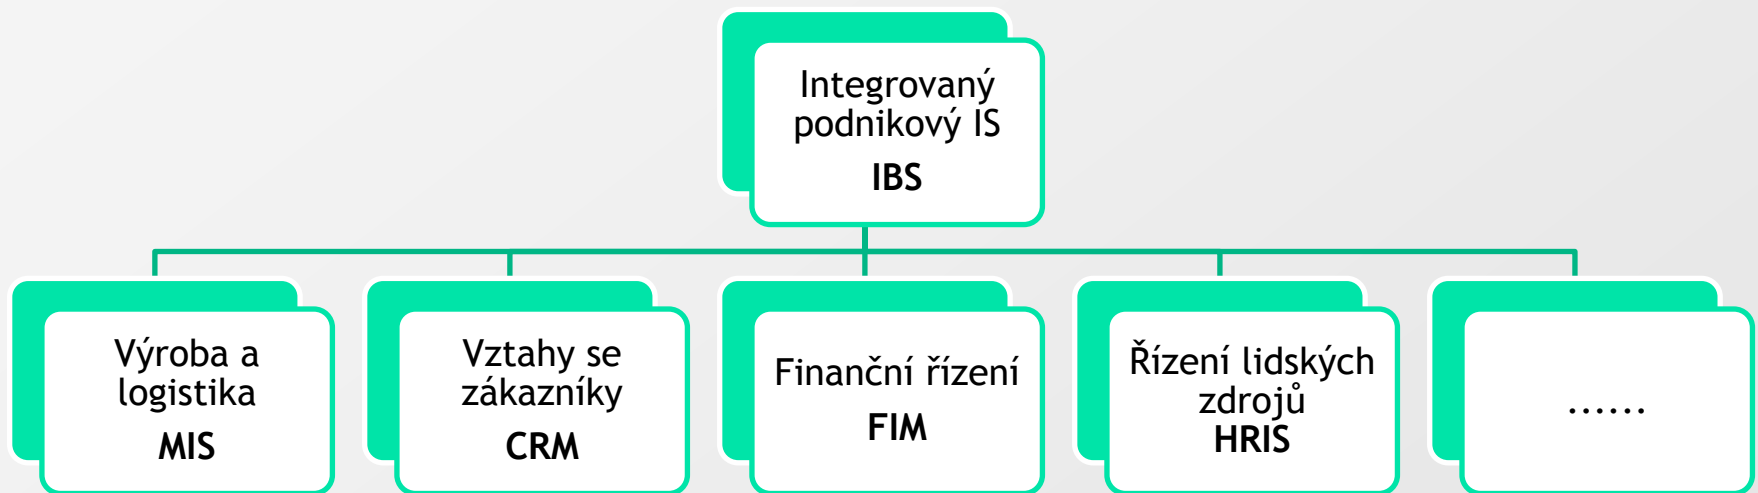 Integrovaný
podnikový IS
IBS
Výroba a
logistika
MIS
Vztahy se
zákazníky
CRM
Finanční řízení
FIM
Řízení lidských
zdrojů
HRIS
......